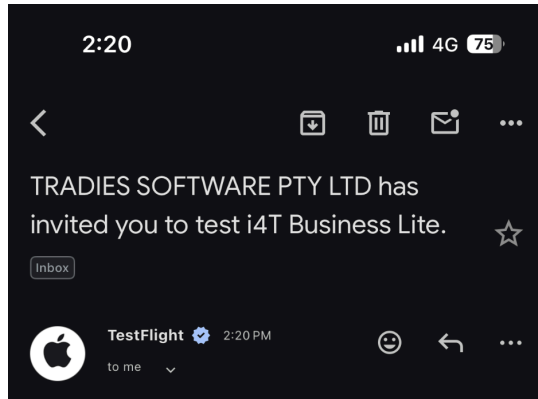 2:20 4G 75
TRADIES SOFTWARE PTY LTD has
invited you to test i4T Business Lite.
Inbox
TestFlight 2:20 PM
to me